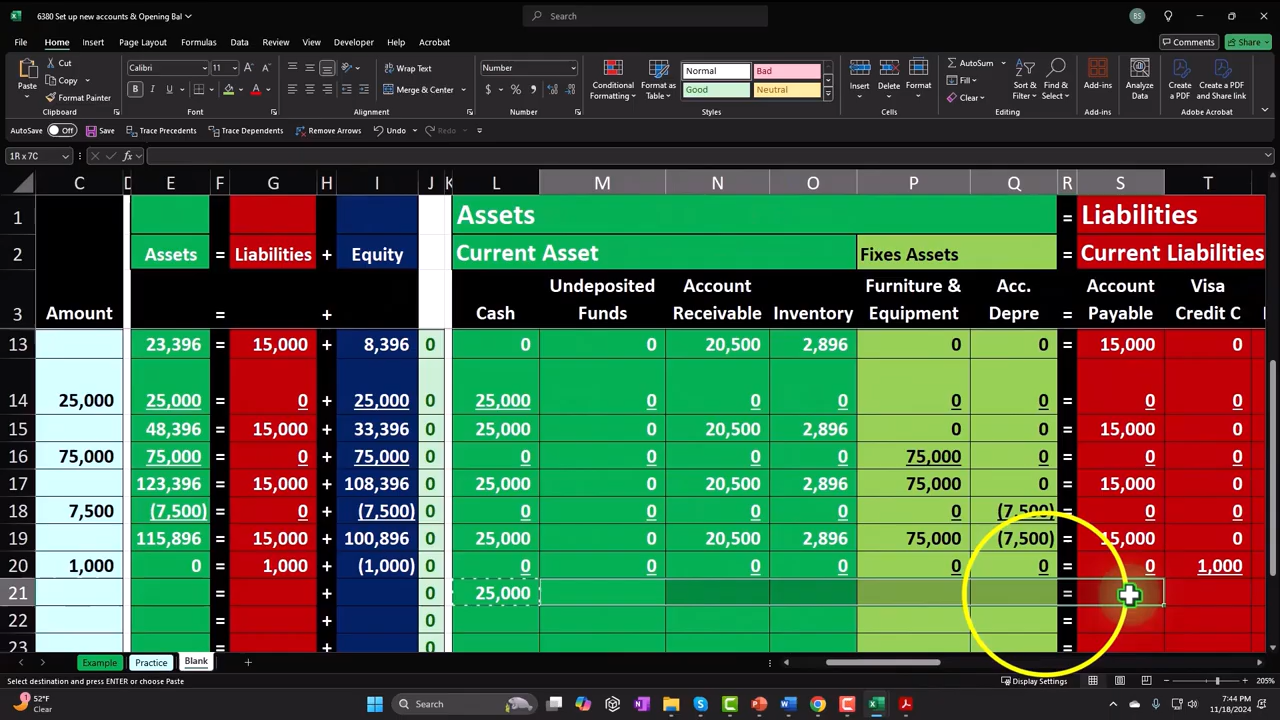 6380 Set up new accounts & Opening Bal
Search
BS
File Home Insert Page Layout Formulas Data Review View Developer Help Acrobat
Comments Share
Paste
Cut
Copy
Format Painter
Clipboard
Calibri 11
B I U
Font
Wrap Text
Merge & Center
Alignment
Number
$ % 9
Number
Conditional Formatting
Format as Table
Normal Bad
Good Neutral
Styles
Insert Delete Format
Cells
AutoSum
Fill
Clear
Sort & Filter
Find & Select
Editing
Add-ins
Add-ins
Analyze Data
Create a PDF
Create a PDF and Share
Adobe Acrobat
AutoSave Off Save Trace Precedents Trace Dependents Remove Arrows Undo Redo
1R x 7C fx
C D E F G H I J K L M N O P Q R S T
1 Assets = Liabilities
2 Assets = Liabilities + Equity Current Asset Fixes Assets = Current Liabilities
3 Amount = + Cash Undeposited Funds Account Receivable Inventory Furniture & Equipment Acc. Depre = Account Payable Visa Credit C
13 23,396 = 15,000 + 8,396 0 0 0 20,500 2,896 0 0 = 15,000 0
14 25,000 25,000 = 0 + 25,000 0 25,000 0 0 0 0 0 = 0 0
15 48,396 = 15,000 + 33,396 0 25,000 0 20,500 2,896 0 0 = 15,000 0
16 75,000 75,000 = 0 + 75,000 0 0 0 0 0 75,000 0 = 0 0
17 123,396 = 15,000 + 108,396 0 25,000 0 20,500 2,896 75,000 0 = 15,000 0
18 7,500 (7,500) = 0 + (7,500) 0 0 0 0 0 0 (7,500) = 0 0
19 115,896 = 15,000 + 100,896 0 25,000 0 20,500 2,896 75,000 (7,500) = 15,000 0
20 1,000 0 = 1,000 + (1,000) 0 0 0 0 0 0 0 = 0 1,000
21 = + 0 25,000 =
22 = + 0 =
23 = + 0 =
Example Practice Blank
Select destination and press ENTER or choose Paste
Display Settings
205%
52°F
Clear
Search
7:44 PM
11/18/2024